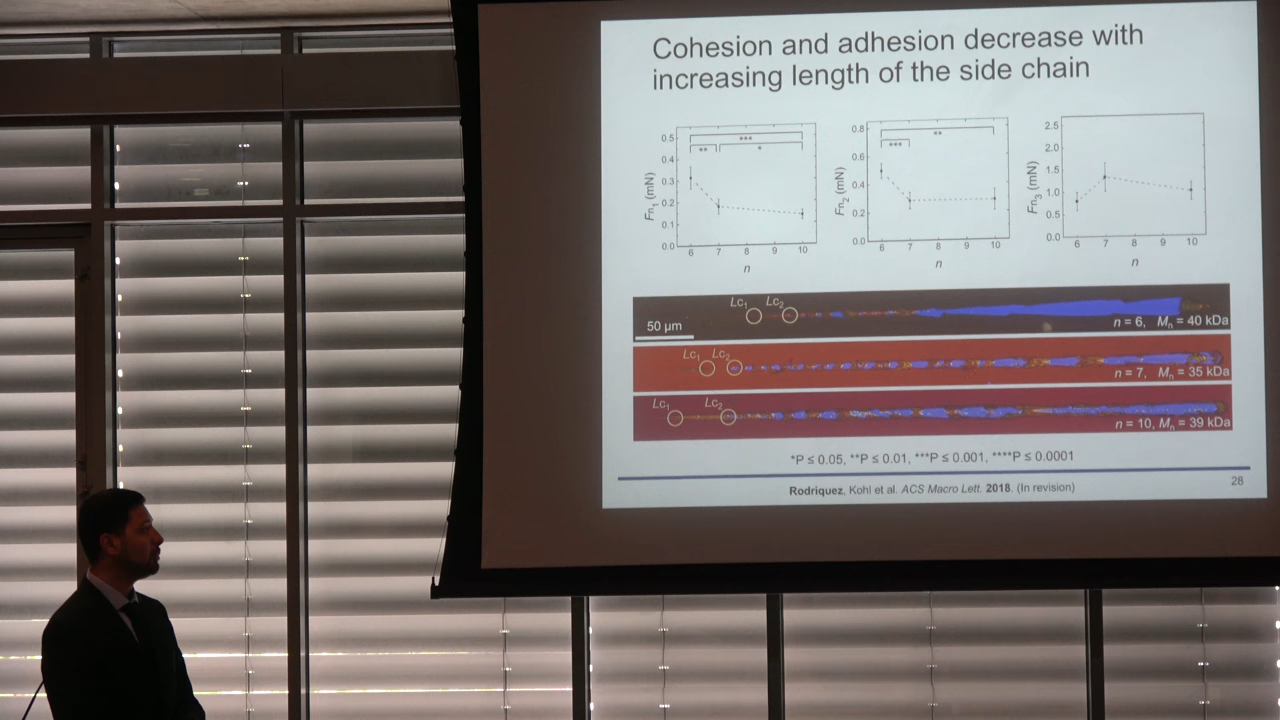 Cohesion and adhesion decrease with
increasing length of the side chain
0.5
0.4
0.3
0.2
0.1
0.0
Fn₁ (mN)
***
**
*
6 7 8 9 10
n
0.8
0.6
0.4
0.2
0.0
Fn₂ (mN)
**
***
6 7 8 9 10
n
2.5
2.0
1.5
1.0
0.5
0.0
Fn₃ (mN)
6 7 8 9 10
n
Lc₁ Lc₂
50 µm
n = 6, Mₙ = 40 kDa
Lc₁ Lc₂
n = 7, Mₙ = 35 kDa
Lc₁ Lc₂
n = 10, Mₙ = 39 kDa
*P ≤ 0.05, **P ≤ 0.01, ***P ≤ 0.001, ****P ≤ 0.0001
Rodriquez, Kohl et al. ACS Macro Lett. 2018. (In revision)
28